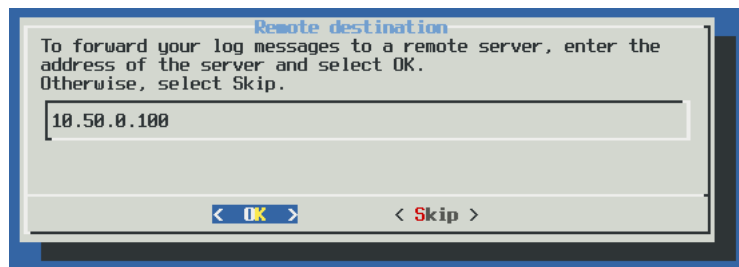 Remote destination
To forward your log messages to a remote server, enter the
address of the server and select OK.
Otherwise, select Skip.
10.50.0.100
< OK > < Skip >